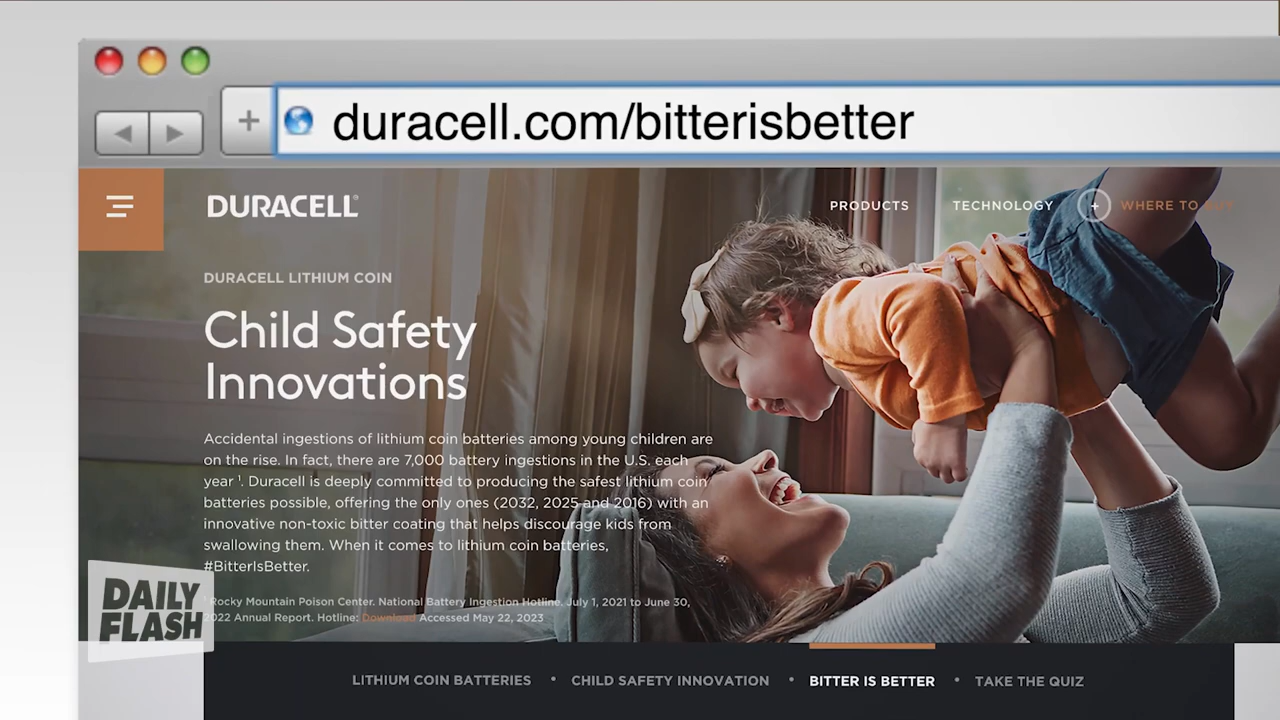 duracell.com/bitterisbetter
DURACELL®
PRODUCTS
TECHNOLOGY
+ WHERE TO BUY
DURACELL LITHIUM COIN
Child Safety
Innovations
Accidental ingestions of lithium coin batteries among young children are
on the rise. In fact, there are 7,000 battery ingestions in the U.S. each
year ¹. Duracell is deeply committed to producing the safest lithium coin
batteries possible, offering the only ones (2032, 2025 and 2016) with an
innovative non-toxic bitter coating that helps discourage kids from
swallowing them. When it comes to lithium coin batteries,
#BitterIsBetter.
¹ Rocky Mountain Poison Center. National Battery Ingestion Hotline. July 1, 2021 to June 30,
2022 Annual Report. Hotline: Download Accessed May 22, 2023
DAILY
FLASH
LITHIUM COIN BATTERIES • CHILD SAFETY INNOVATION • BITTER IS BETTER • TAKE THE QUIZ